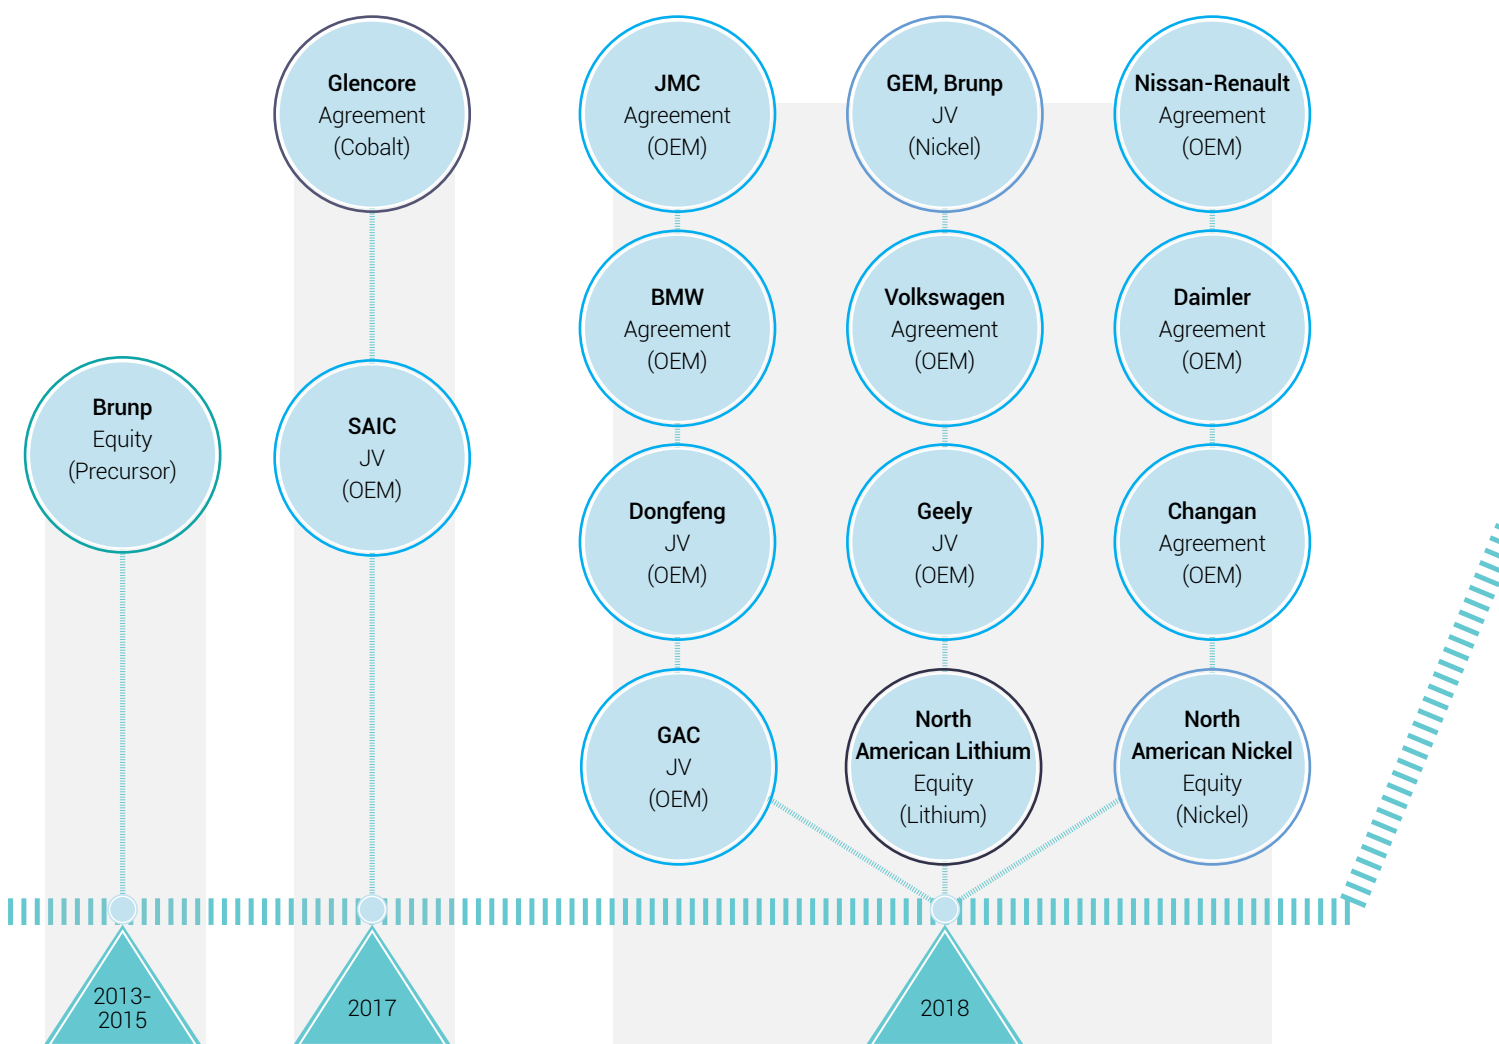 Brunp
Equity
(Precursor)
2013-
2015
Glencore
Agreement
(Cobalt)
SAIC
JV
(OEM)
2017
JMC
Agreement
(OEM)
BMW
Agreement
(OEM)
Dongfeng
JV
(OEM)
GAC
JV
(OEM)
GEM, Brunp
JV
(Nickel)
Volkswagen
Agreement
(OEM)
Geely
JV
(OEM)
North
American Lithium
Equity
(Lithium)
Nissan-Renault
Agreement
(OEM)
Daimler
Agreement
(OEM)
Changan
Agreement
(OEM)
North
American Nickel
Equity
(Nickel)
2018